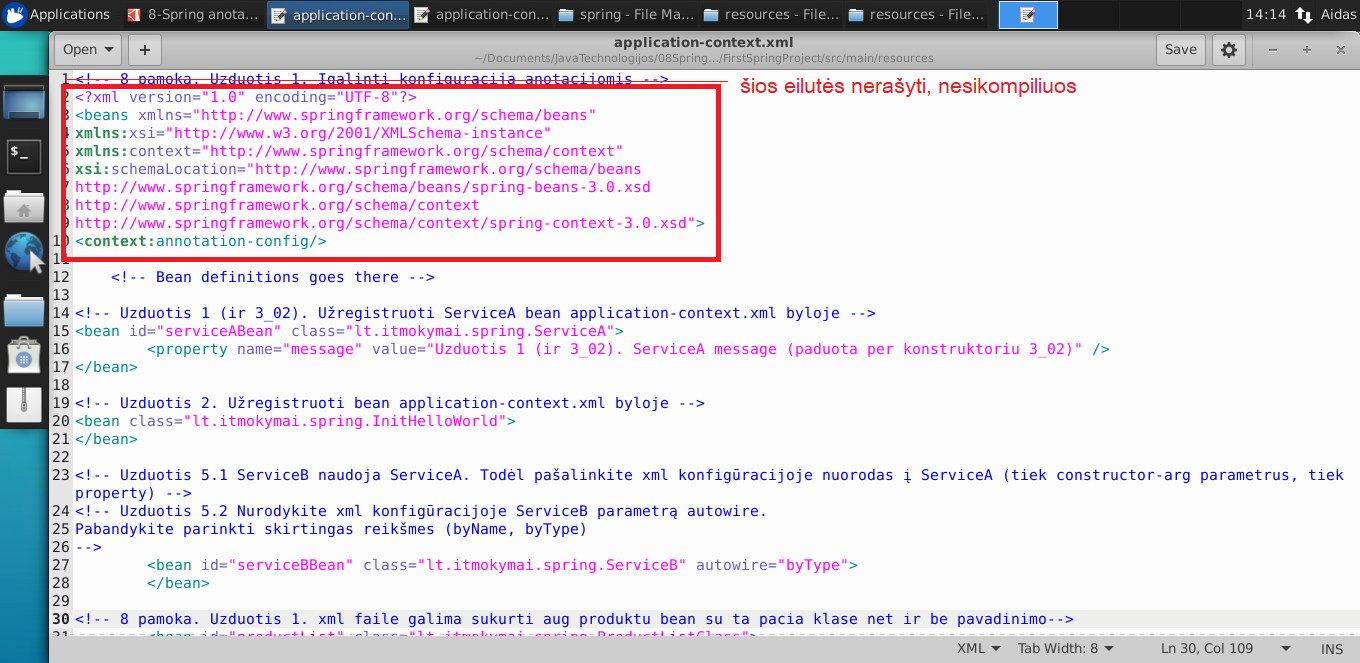 Applications 8-Spring anota... application-con... application-con... spring - File Ma... resources - File... resources - File... 14:14 Aidas
Open + application-context.xml Save
~/Documents/JavaTechnologijos/08Spring.../FirstSpringProject/src/main/resources
1 <!-- 8 pamoka. Uzduotis 1. Igalinti konfiguracija anotacijomis -->
šios eilutės nerašyti, nesikompiliuos
2 <?xml version="1.0" encoding="UTF-8"?>
3 <beans xmlns="http://www.springframework.org/schema/beans"
4 xmlns:xsi="http://www.w3.org/2001/XMLSchema-instance"
5 xmlns:context="http://www.springframework.org/schema/context"
6 xsi:schemaLocation="http://www.springframework.org/schema/beans
7 http://www.springframework.org/schema/beans/spring-beans-3.0.xsd
8 http://www.springframework.org/schema/context
9 http://www.springframework.org/schema/context/spring-context-3.0.xsd">
10 <context:annotation-config/>
11
12 <!-- Bean definitions goes there -->
13
14 <!-- Uzduotis 1 (ir 3_02). Užregistruoti ServiceA bean application-context.xml byloje -->
15 <bean id="serviceABean" class="lt.itmokymai.spring.ServiceA">
16 <property name="message" value="Uzduotis 1 (ir 3_02). ServiceA message (paduota per konstruktoriu 3_02)" />
17 </bean>
18
19 <!-- Uzduotis 2. Užregistruoti bean application-context.xml byloje -->
20 <bean class="lt.itmokymai.spring.InitHelloWorld">
21 </bean>
22
23 <!-- Uzduotis 5.1 ServiceB naudoja ServiceA. Todėl pašalinkite xml konfigūracijoje nuorodas į ServiceA (tiek constructor-arg parametrus, tiek
property) -->
24 <!-- Uzduotis 5.2 Nurodykite xml konfigūracijoje ServiceB parametrą autowire.
25 Pabandykite parinkti skirtingas reikšmes (byName, byType)
26 -->
27 <bean id="serviceBBean" class="lt.itmokymai.spring.ServiceB" autowire="byType">
28 </bean>
29
30 <!-- 8 pamoka. Uzduotis 1. xml faile galima sukurti aug produktu bean su ta pacia klase net ir be pavadinimo-->
31 <bean id="productList" class="lt.itmokymai.spring.ProductListClass">
XML Tab Width: 8 Ln 30, Col 109 INS